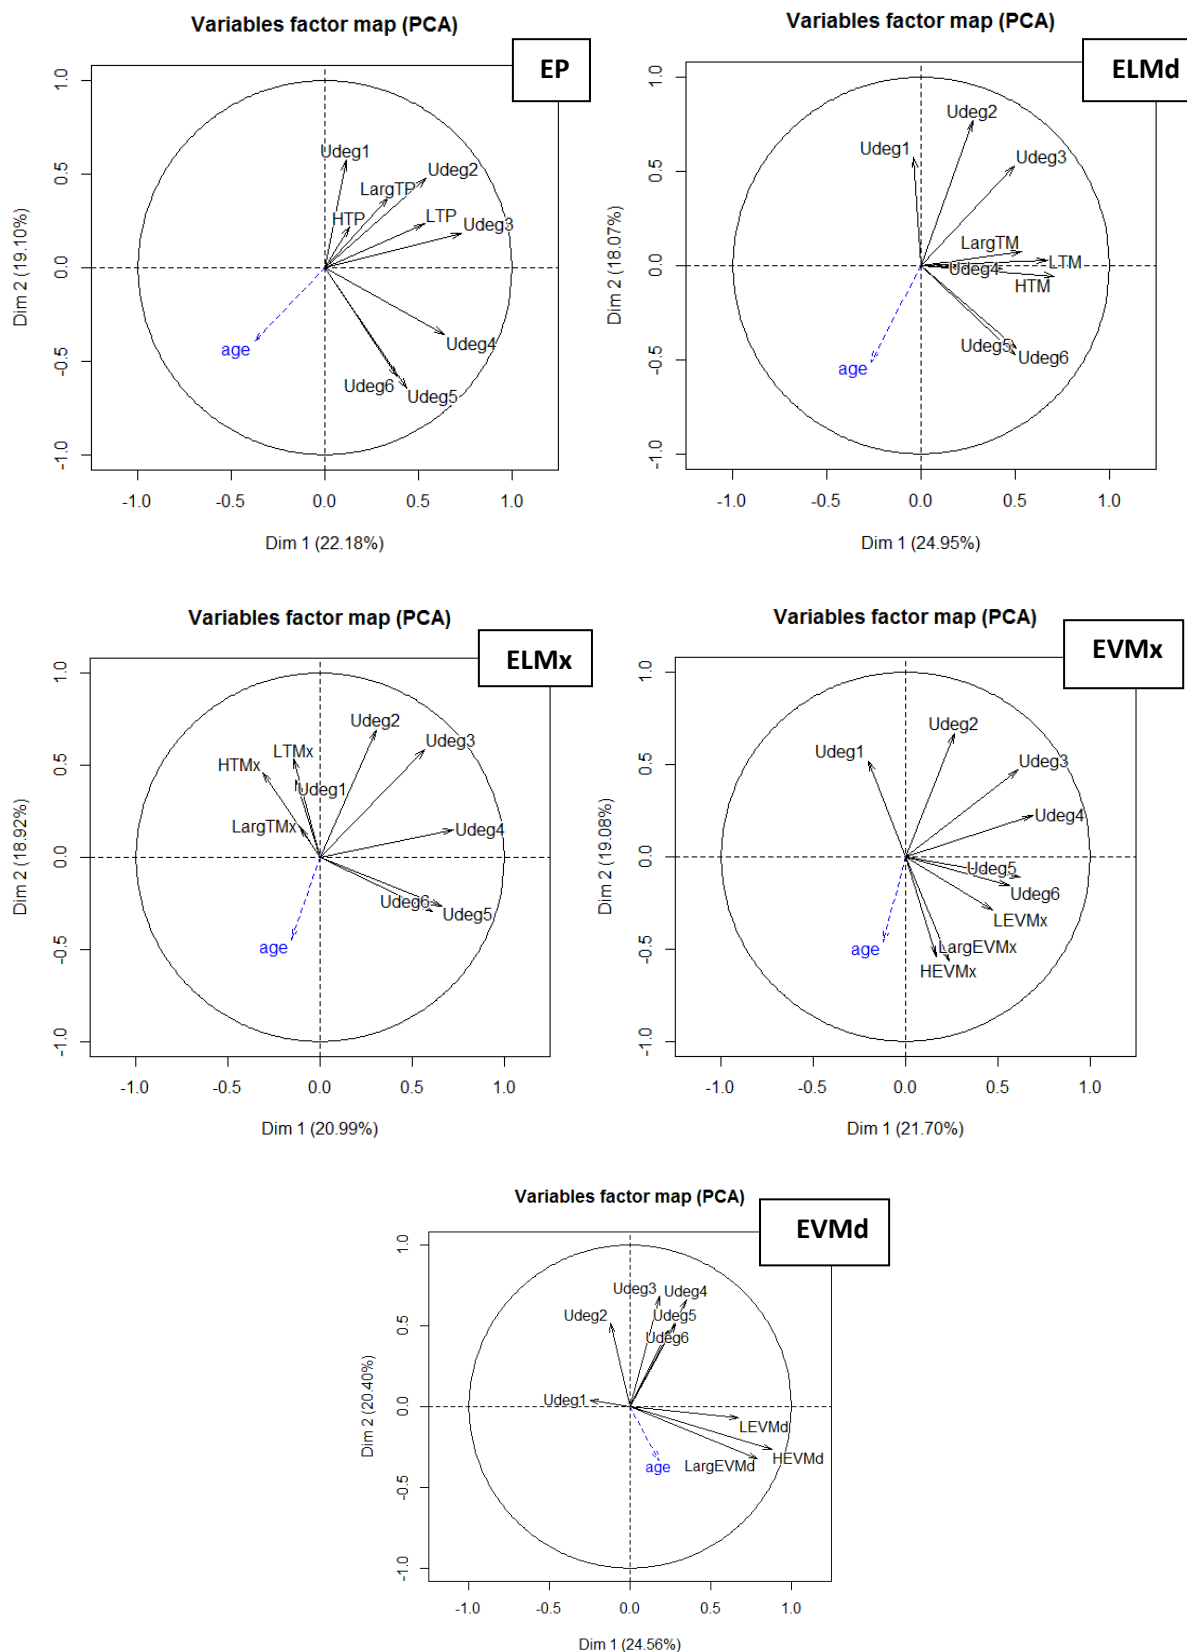 Variables factor map (PCA)
EP
Dim 2 (19.10%)
1.0
0.5
0.0
-0.5
-1.0
Udeg1
Udeg2
LargTP
HTP
LTP
Udeg3
age
Udeg4
Udeg6
Udeg5
-1.0 -0.5 0.0 0.5 1.0
Dim 1 (22.18%)
Variables factor map (PCA)
ELMd
Dim 2 (18.07%)
1.0
0.5
0.0
-0.5
-1.0
Udeg2
Udeg1
Udeg3
LargTM
LTM
Udeg4
HTM
Udeg5
Udeg6
age
-1.0 -0.5 0.0 0.5 1.0
Dim 1 (24.95%)
Variables factor map (PCA)
ELMx
Dim 2 (18.92%)
1.0
0.5
0.0
-0.5
-1.0
Udeg2
Udeg3
LTMx
HTMx
Udeg1
LargTMx
Udeg4
Udeg6
Udeg5
age
-1.0 -0.5 0.0 0.5 1.0
Dim 1 (20.99%)
Variables factor map (PCA)
EVMx
Dim 2 (19.08%)
1.0
0.5
0.0
-0.5
-1.0
Udeg2
Udeg1
Udeg3
Udeg4
Udeg5
Udeg6
LEVMx
LargEVMx
HEVMx
age
-1.0 -0.5 0.0 0.5 1.0
Dim 1 (21.70%)
Variables factor map (PCA)
EVMd
Dim 2 (20.40%)
1.0
0.5
0.0
-0.5
-1.0
Udeg3
Udeg4
Udeg2
Udeg5
Udeg6
Udeg1
LEVMd
HEVMd
LargEVMd
age
-1.0 -0.5 0.0 0.5 1.0
Dim 1 (24.56%)